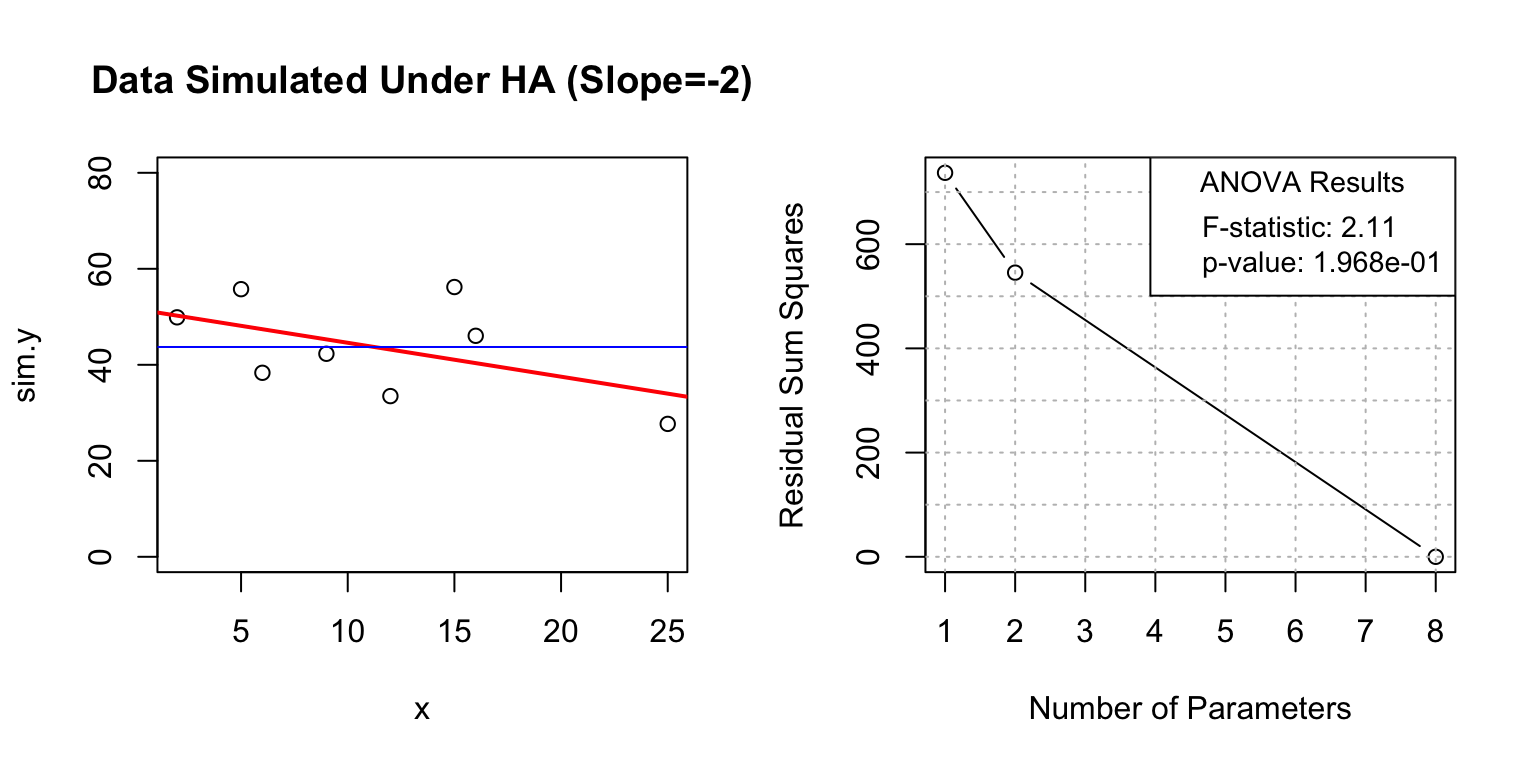 Data Simulated Under HA (Slope=-2)
sim.y
80
60
40
20
0
5 10 15 20 25
x
Residual Sum Squares
600
400
200
0
ANOVA Results
F-statistic: 2.11
p-value: 1.968e-01
1 2 3 4 5 6 7 8
Number of Parameters